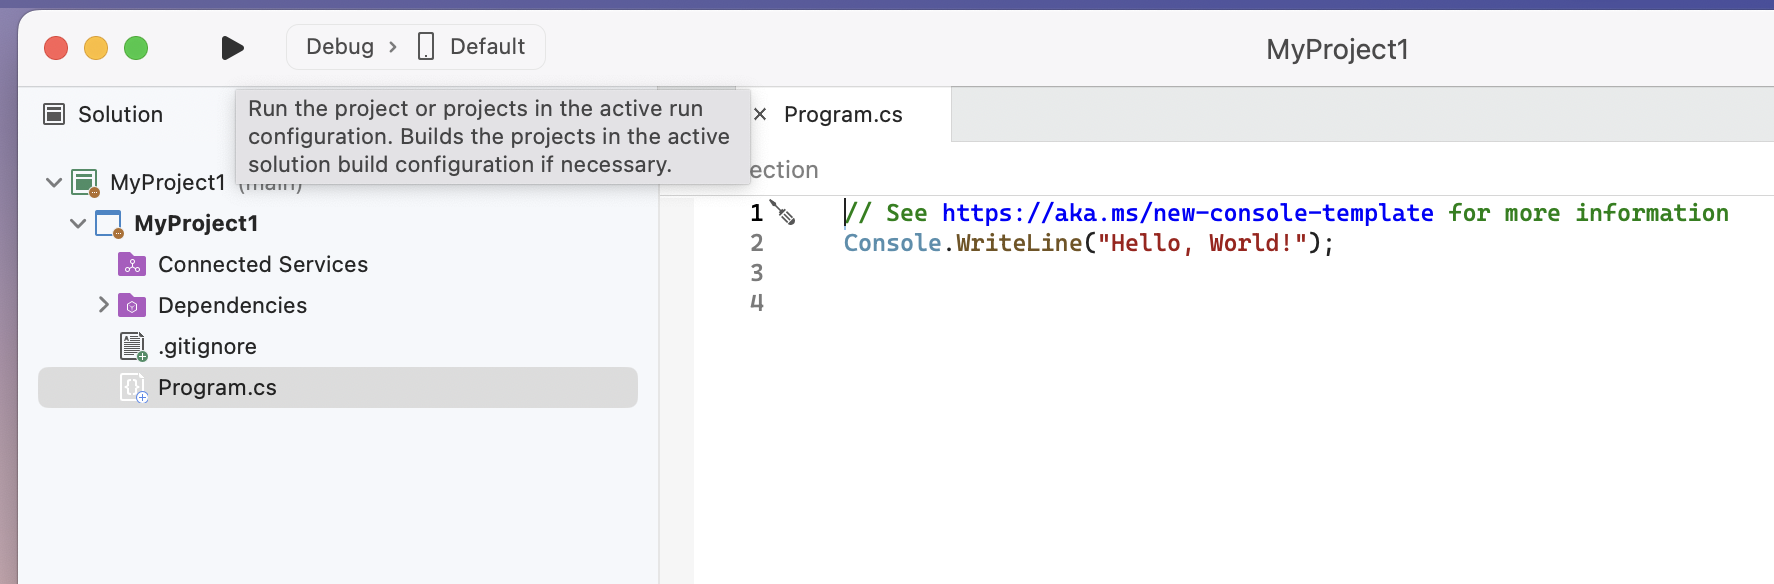 Debug > Default
MyProject1
Solution
Run the project or projects in the active run
configuration. Builds the projects in the active
solution build configuration if necessary.
Program.cs
MyProject1 (main)
MyProject1
Connected Services
Dependencies
.gitignore
Program.cs
ection
1 // See https://aka.ms/new-console-template for more information
2 Console.WriteLine("Hello, World!");
3
4